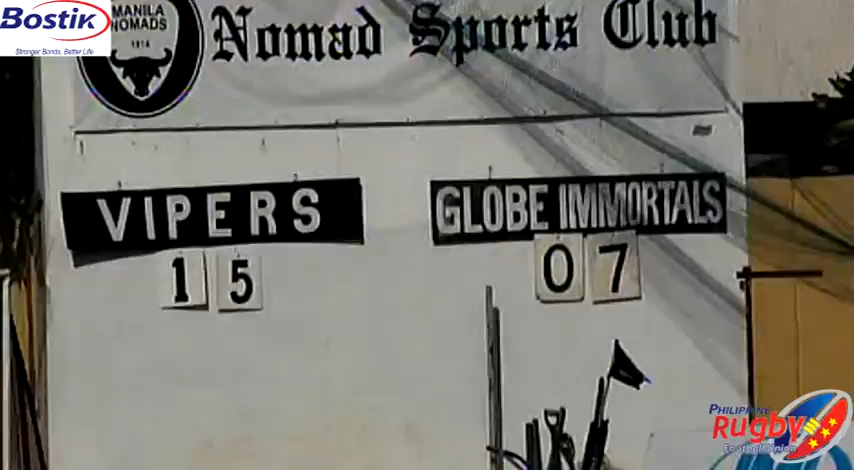 BOSTIK
Stronger Bonds, Better Life
MANILA
NOMADS
1914
Nomad Sports Club
VIPERS
GLOBE IMMORTALS
15
07
PHILIPPINE
Rugby
Football Union